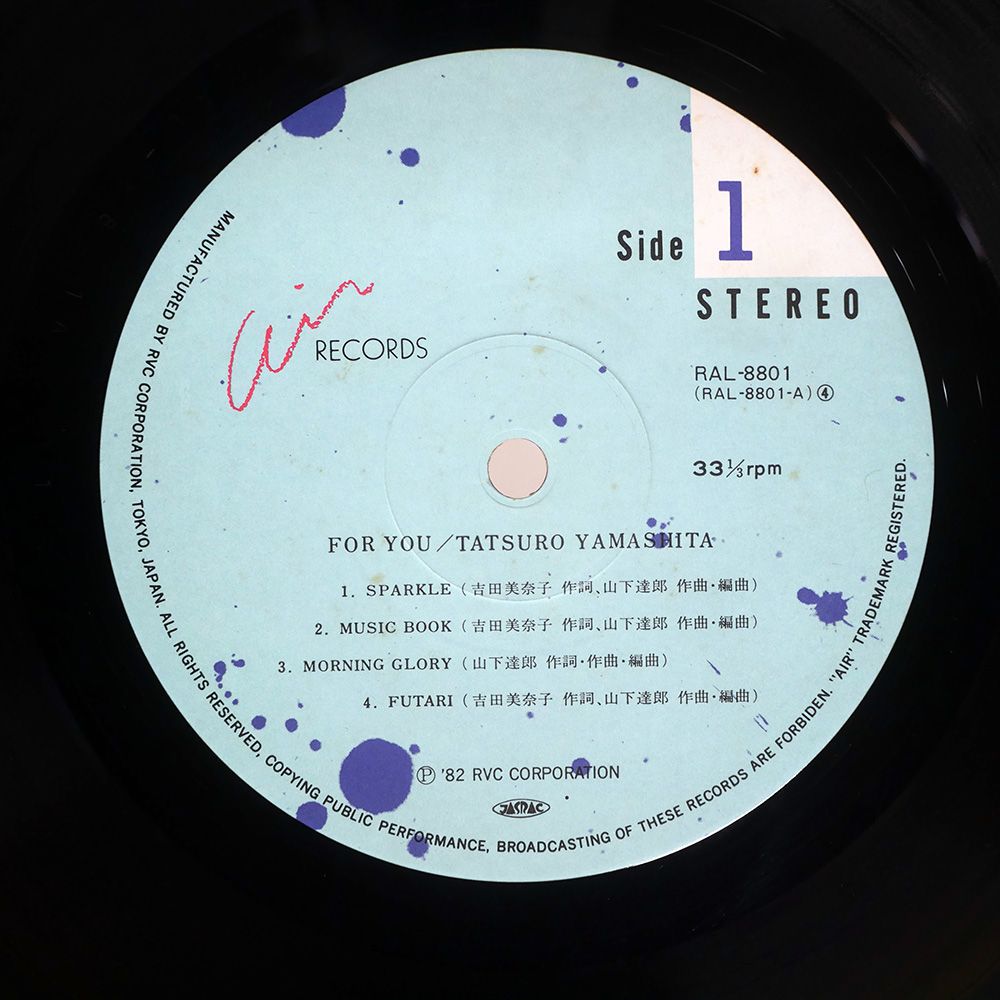 Side 1
STEREO
Air RECORDS
RAL-8801
(RAL-8801-A) ④
33⅓rpm
FOR YOU／TATSURO YAMASHITA
1. SPARKLE (吉田美奈子 作詞、山下達郎 作曲・編曲)
2. MUSIC BOOK (吉田美奈子 作詞、山下達郎 作曲・編曲)
3. MORNING GLORY (山下達郎 作詞・作曲・編曲)
4. FUTARI (吉田美奈子 作詞、山下達郎 作曲・編曲)
Ⓟ '82 RVC CORPORATION
JASRAC
MANUFACTURED BY RVC CORPORATION, TOKYO, JAPAN. ALL RIGHTS RESERVED, COPYING PUBLIC PERFORMANCE, BROADCASTING OF THESE RECORDS ARE FORBIDDEN. "AIR" TRADEMARK REGISTERED.